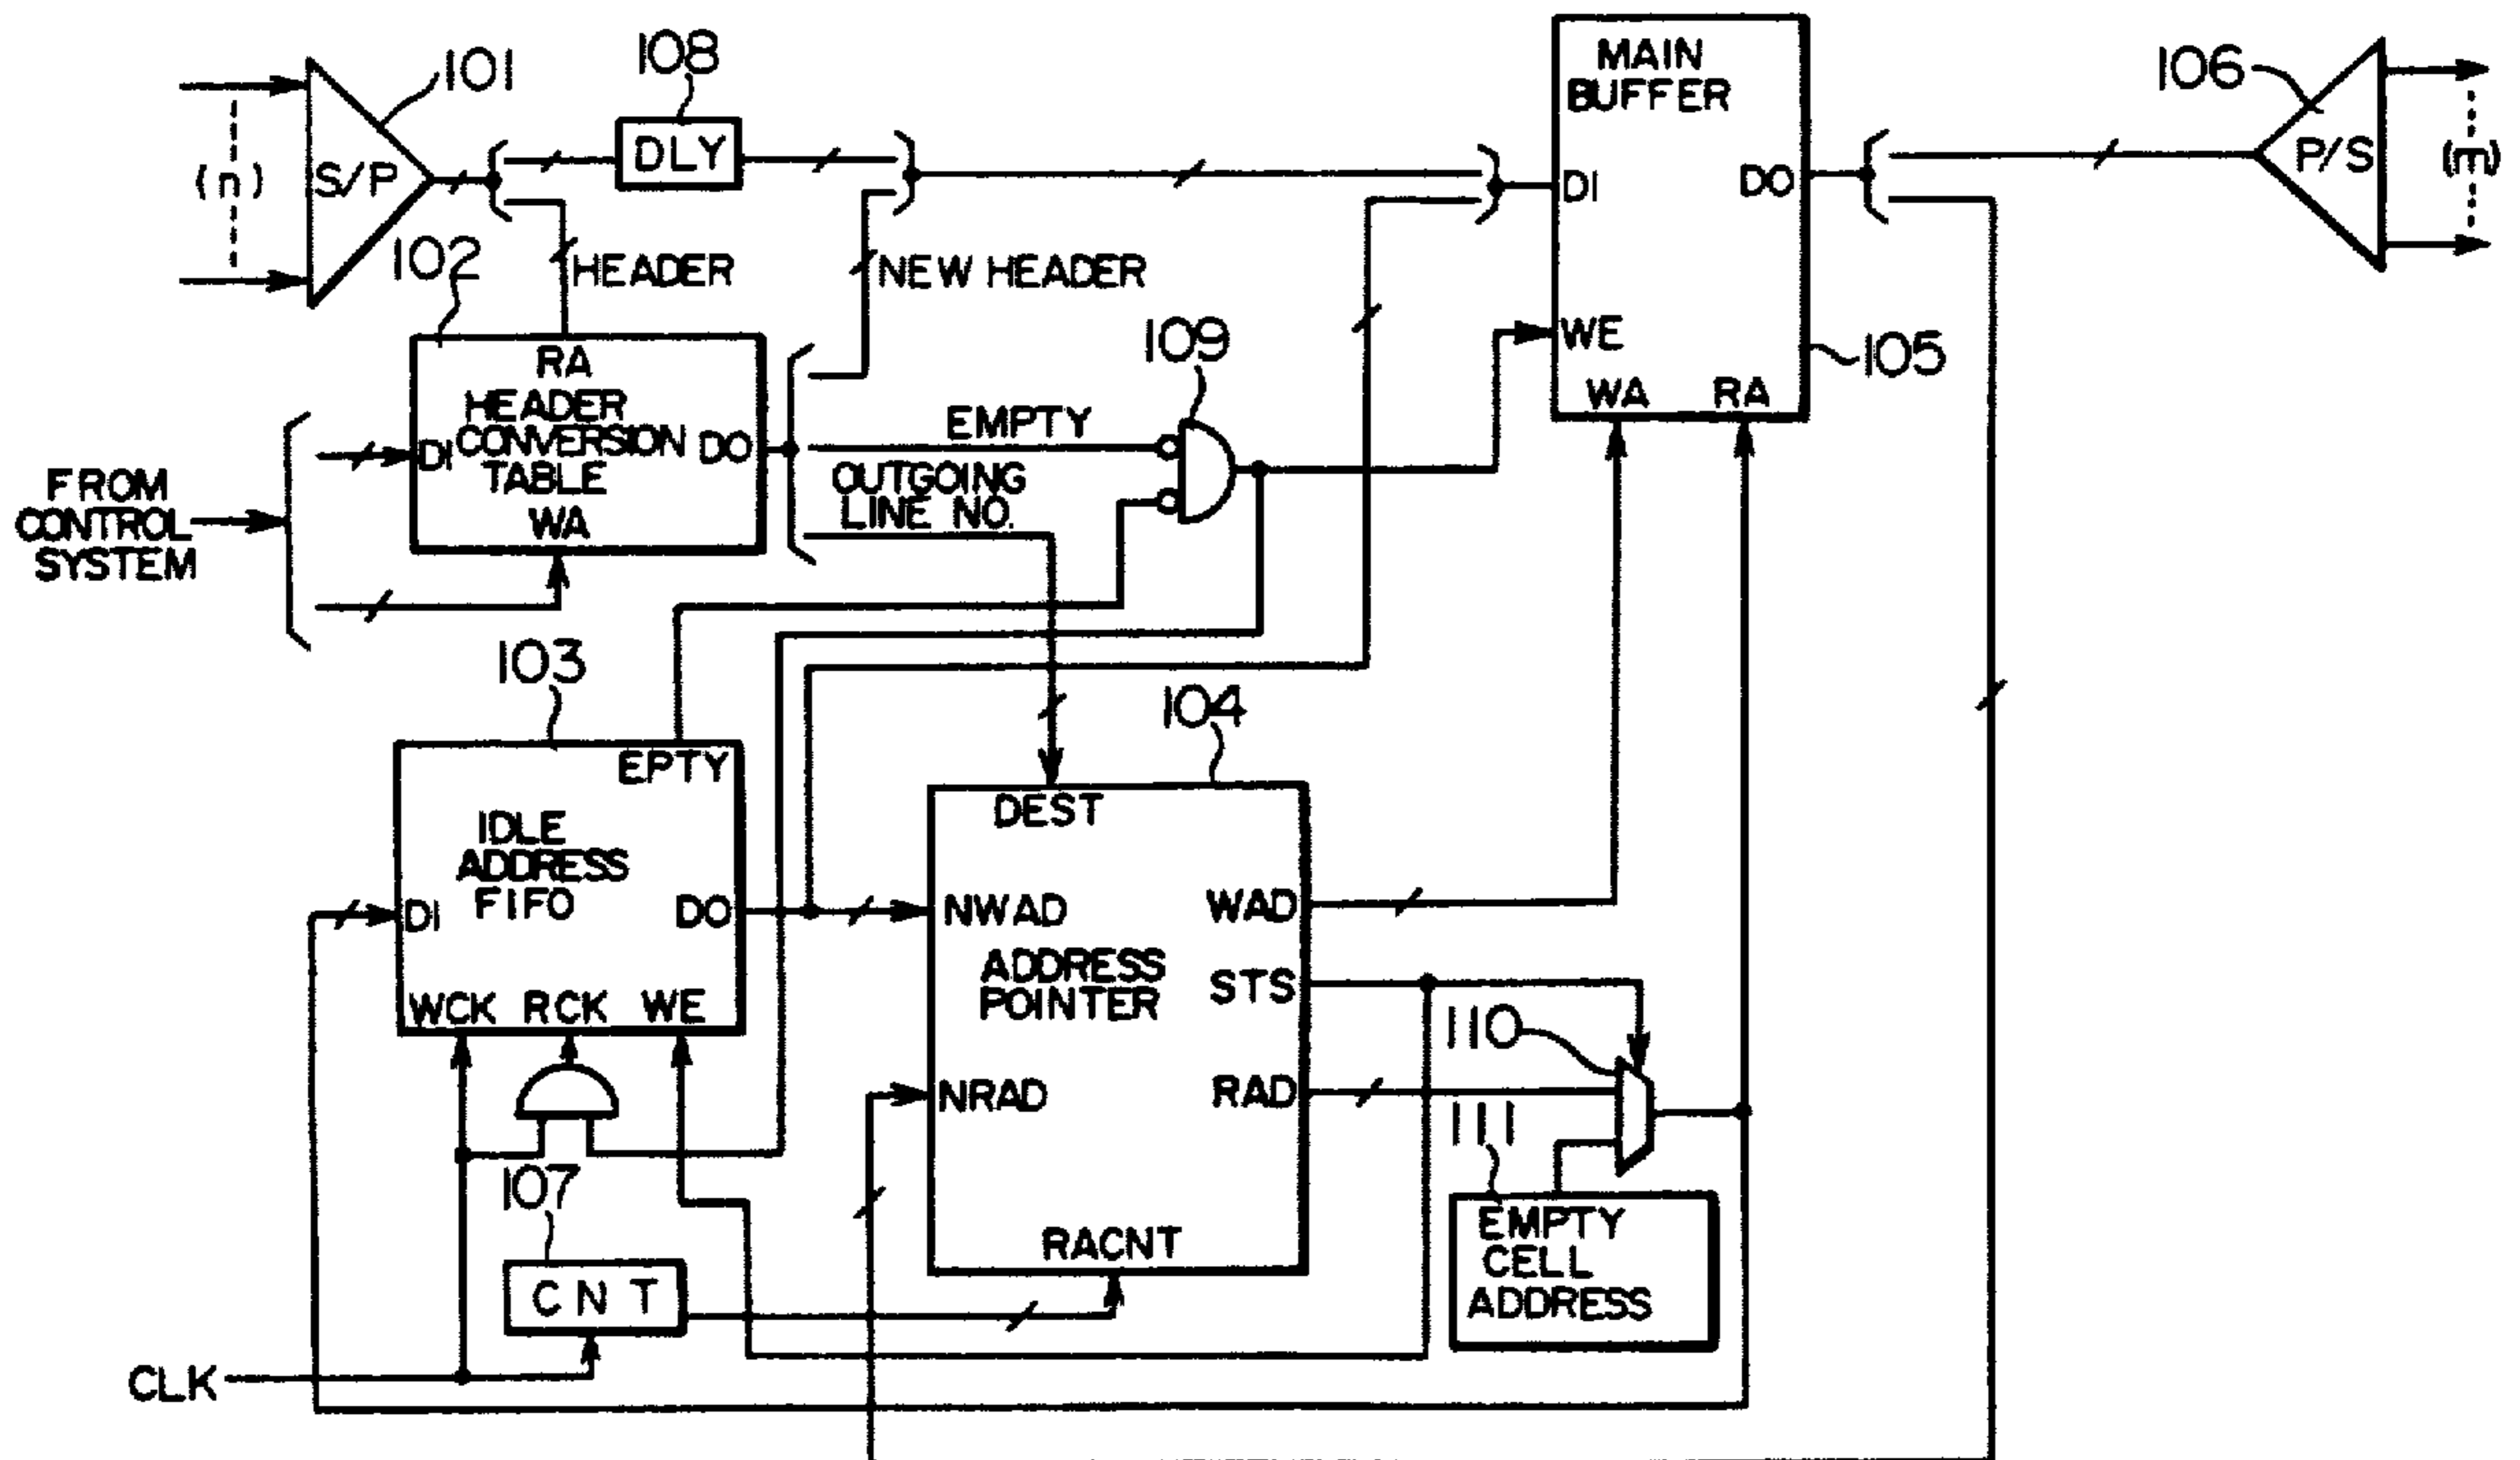 101
108
MAIN
BUFFER
106
(n)
S/P
DLY
DI
DO
P/S
(m)
102
HEADER
NEW HEADER
109
WE
105
WA
RA
RA
HEADER
CONVERSION
TABLE
DI
DO
WA
EMPTY
OUTGOING
LINE NO.
FROM
CONTROL
SYSTEM
103
104
EPTY
IDLE
ADDRESS
FIFO
DI
DO
WCK
RCK
WE
DEST
NWAD
WAD
ADDRESS
POINTER
STS
110
NRAD
RAD
111
107
RACNT
EMPTY
CELL
ADDRESS
CNT
CLK